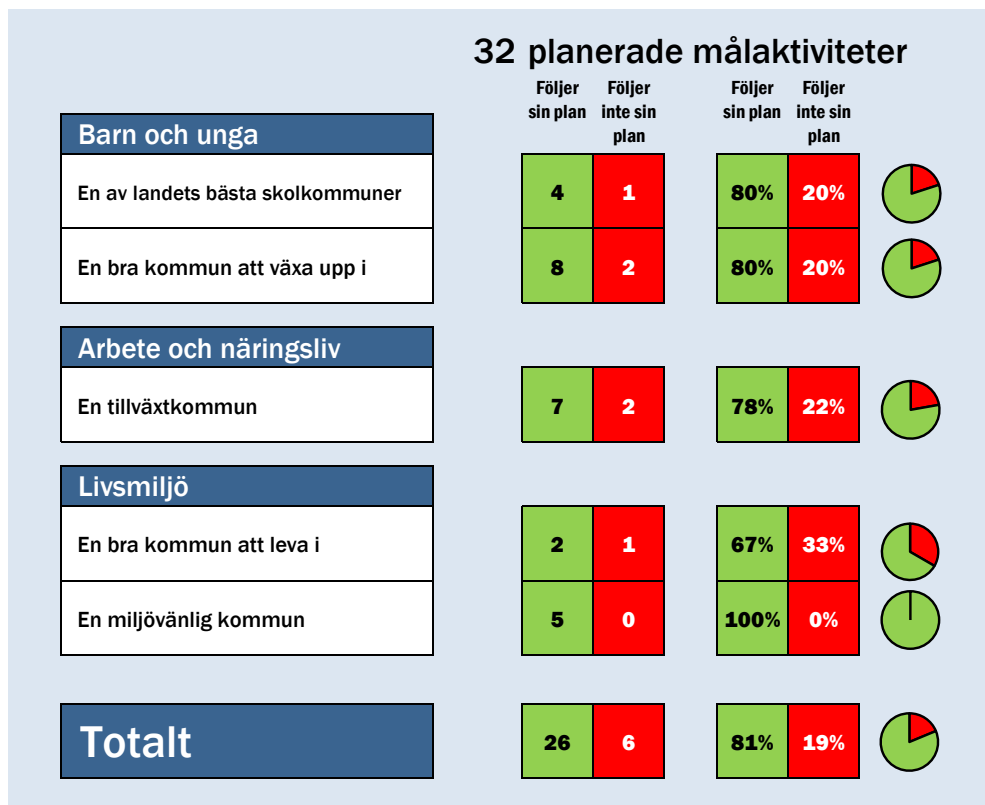 32 planerade målaktiviteter
Följer sin plan Följer inte sin plan Följer sin plan Följer inte sin plan
Barn och unga
En av landets bästa skolkommuner 4 1 80% 20%
En bra kommun att växa upp i 8 2 80% 20%
Arbete och näringsliv
En tillväxtkommun 7 2 78% 22%
Livsmiljö
En bra kommun att leva i 2 1 67% 33%
En miljövänlig kommun 5 0 100% 0%
Totalt 26 6 81% 19%